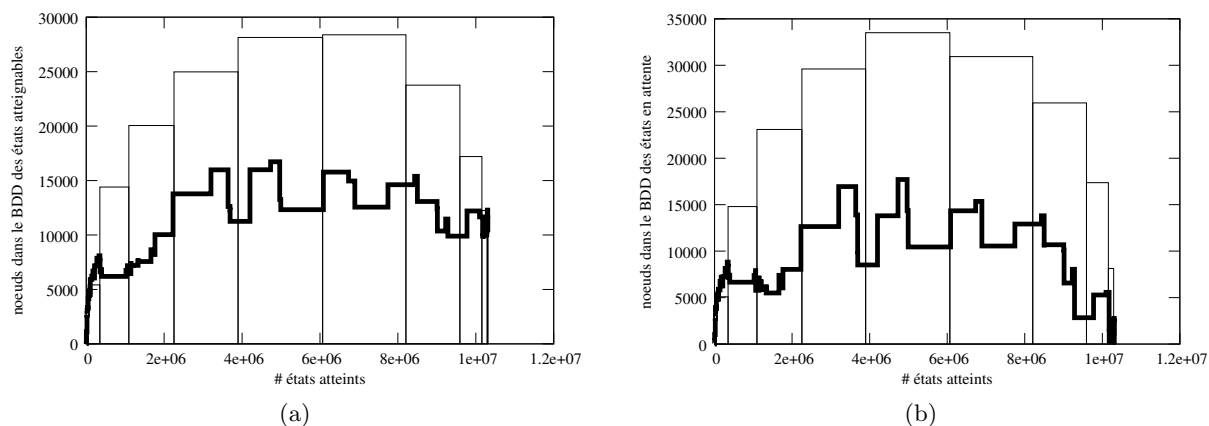 30000
25000
20000
15000
10000
5000
0
noeuds dans le BDD des états atteignables
0 2e+06 4e+06 6e+06 8e+06 1e+07 1.2e+07
# états atteints
(a)
35000
30000
25000
20000
15000
10000
5000
0
noeuds dans le BDD des états en attente
0 2e+06 4e+06 6e+06 8e+06 1e+07 1.2e+07
# états atteints
(b)